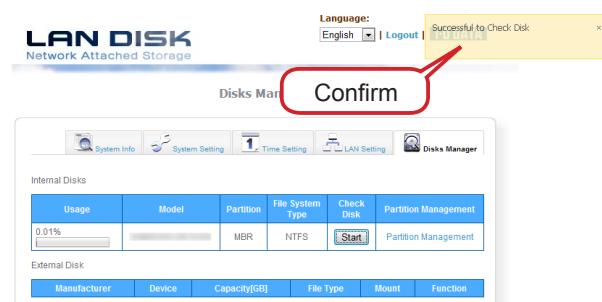 LAN DISK
Network Attached Storage
Language:
English | Logout |
Successful to Check Disk ×
Disks Ma
Confirm
System Info System Setting 1 Time Setting LAN Setting Disks Manager
Internal Disks
Usage Model Partition File System Type Check Disk Partition Management
0.01% MBR NTFS Start Partition Management
External Disk
Manufacturer Device Capacity[GB] File Type Mount Function